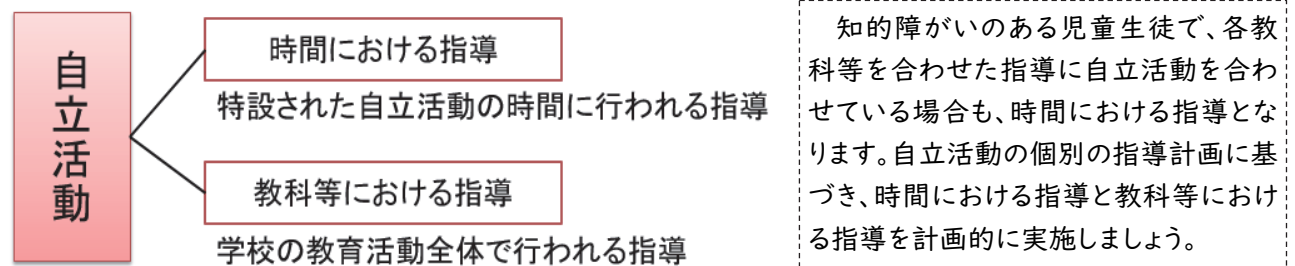 自立活動
時間における指導
特設された自立活動の時間に行われる指導
教科等における指導
学校の教育活動全体で行われる指導
知的障がいのある児童生徒で、各教
科等を合わせた指導に自立活動を合わ
せている場合も、時間における指導とな
ります。自立活動の個別の指導計画に基
づき、時間における指導と教科等におけ
る指導を計画的に実施しましょう。